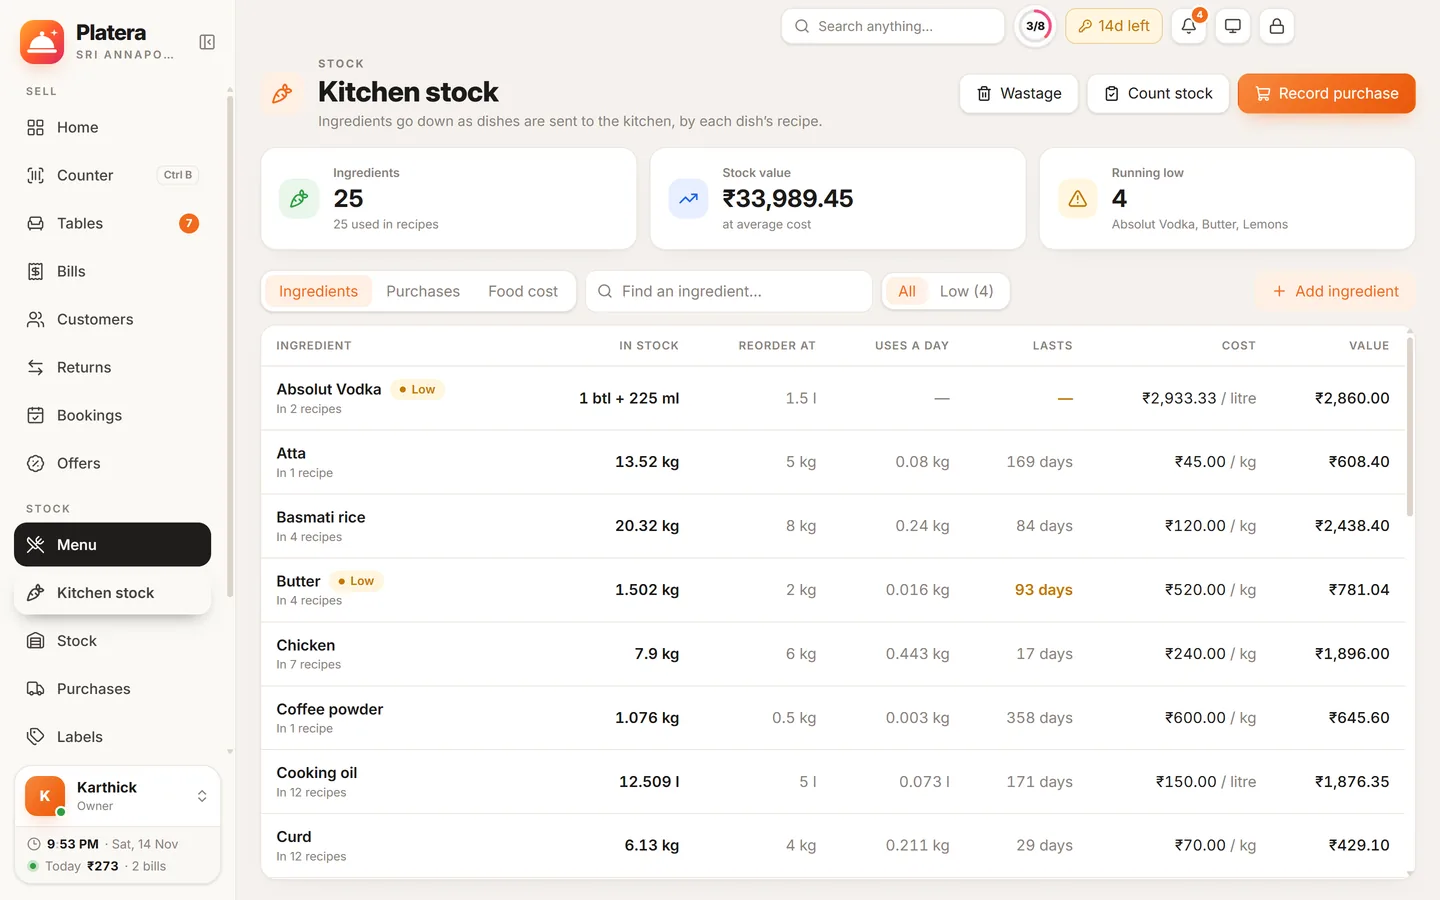 Platera
SRI ANNAPO...
SELL
Home
Counter Ctrl B
Tables 7
Bills
Customers
Returns
Bookings
Offers
STOCK
Menu
Kitchen stock
Stock
Purchases
Labels
K Karthick
Owner
9:53 PM · Sat, 14 Nov
Today ₹273 · 2 bills
Search anything... 3/8 14d left 4
STOCK
Kitchen stock
Ingredients go down as dishes are sent to the kitchen, by each dish’s recipe.
Wastage Count stock Record purchase
Ingredients
25
25 used in recipes
Stock value
₹33,989.45
at average cost
Running low
4
Absolut Vodka, Butter, Lemons
Ingredients Purchases Food cost Find an ingredient... All Low (4) + Add ingredient
INGREDIENT IN STOCK REORDER AT USES A DAY LASTS COST VALUE
Absolut Vodka Low 1 btl + 225 ml 1.5 l — — ₹2,933.33 / litre ₹2,860.00
In 2 recipes
Atta 13.52 kg 5 kg 0.08 kg 169 days ₹45.00 / kg ₹608.40
In 1 recipe
Basmati rice 20.32 kg 8 kg 0.24 kg 84 days ₹120.00 / kg ₹2,438.40
In 4 recipes
Butter Low 1.502 kg 2 kg 0.016 kg 93 days ₹520.00 / kg ₹781.04
In 4 recipes
Chicken 7.9 kg 6 kg 0.443 kg 17 days ₹240.00 / kg ₹1,896.00
In 7 recipes
Coffee powder 1.076 kg 0.5 kg 0.003 kg 358 days ₹600.00 / kg ₹645.60
In 1 recipe
Cooking oil 12.509 l 5 l 0.073 l 171 days ₹150.00 / litre ₹1,876.35
In 12 recipes
Curd 6.13 kg 4 kg 0.211 kg 29 days ₹70.00 / kg ₹429.10
In 12 recipes